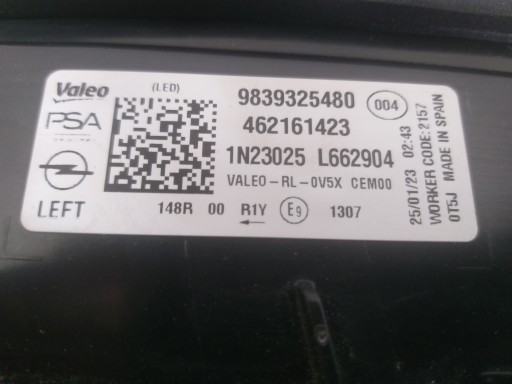 Valeo
(LED)
9839325480 004
PSA
462161423
1N23025 L662904
VALEO-RL-0V5X CEM00
LEFT
148R 00 R1Y E9 1307
25/01/23 02:43
WORKER CODE:2157
0T5J MADE IN SPAIN